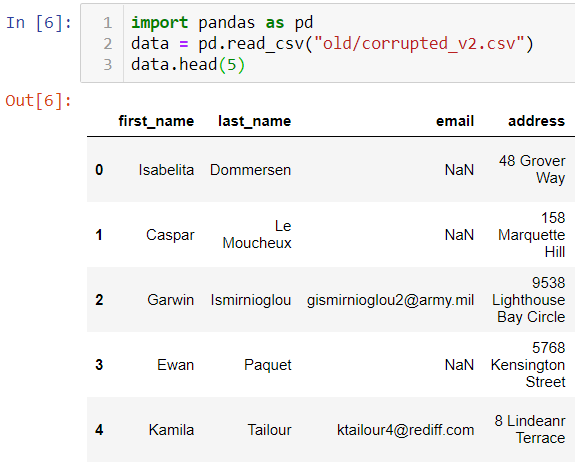 In [6]:
1 import pandas as pd
2 data = pd.read_csv("old/corrupted_v2.csv")
3 data.head(5)
Out[6]:
first_name last_name email address
0 Isabelita Dommersen NaN 48 Grover
Way
1 Caspar Le
Moucheux NaN 158
Marquette
Hill
2 Garwin Ismirnioglou gismirnioglou2@army.mil 9538
Lighthouse
Bay Circle
3 Ewan Paquet NaN 5768
Kensington
Street
4 Kamila Tailour ktailour4@rediff.com 8 Lindeanr
Terrace